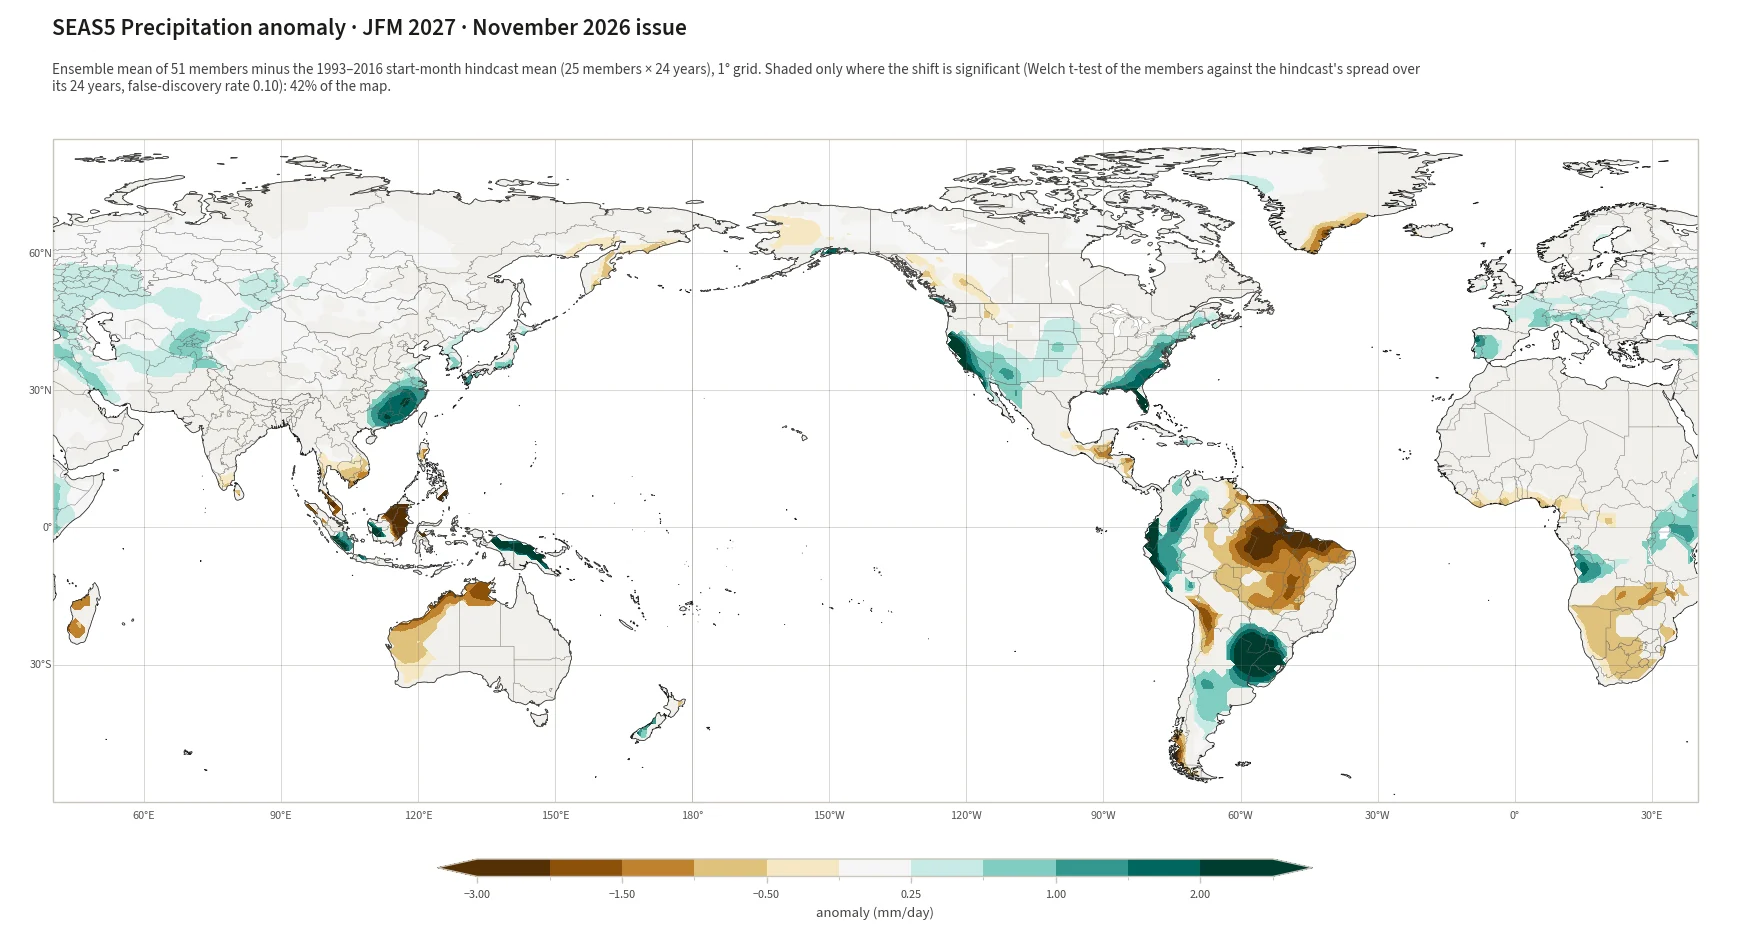 SEAS5 Precipitation anomaly · JFM 2027 · November 2026 issue
Ensemble mean of 51 members minus the 1993–2016 start-month hindcast mean (25 members × 24 years), 1° grid. Shaded only where the shift is significant (Welch t-test of the members against the hindcast's spread over
its 24 years, false-discovery rate 0.10): 42% of the map.
60°N
30°N
0°
30°S
60°E 90°E 120°E 150°E 180° 150°W 120°W 90°W 60°W 30°W 0° 30°E
−3.00 −1.50 −0.50 0.25 1.00 2.00
anomaly (mm/day)